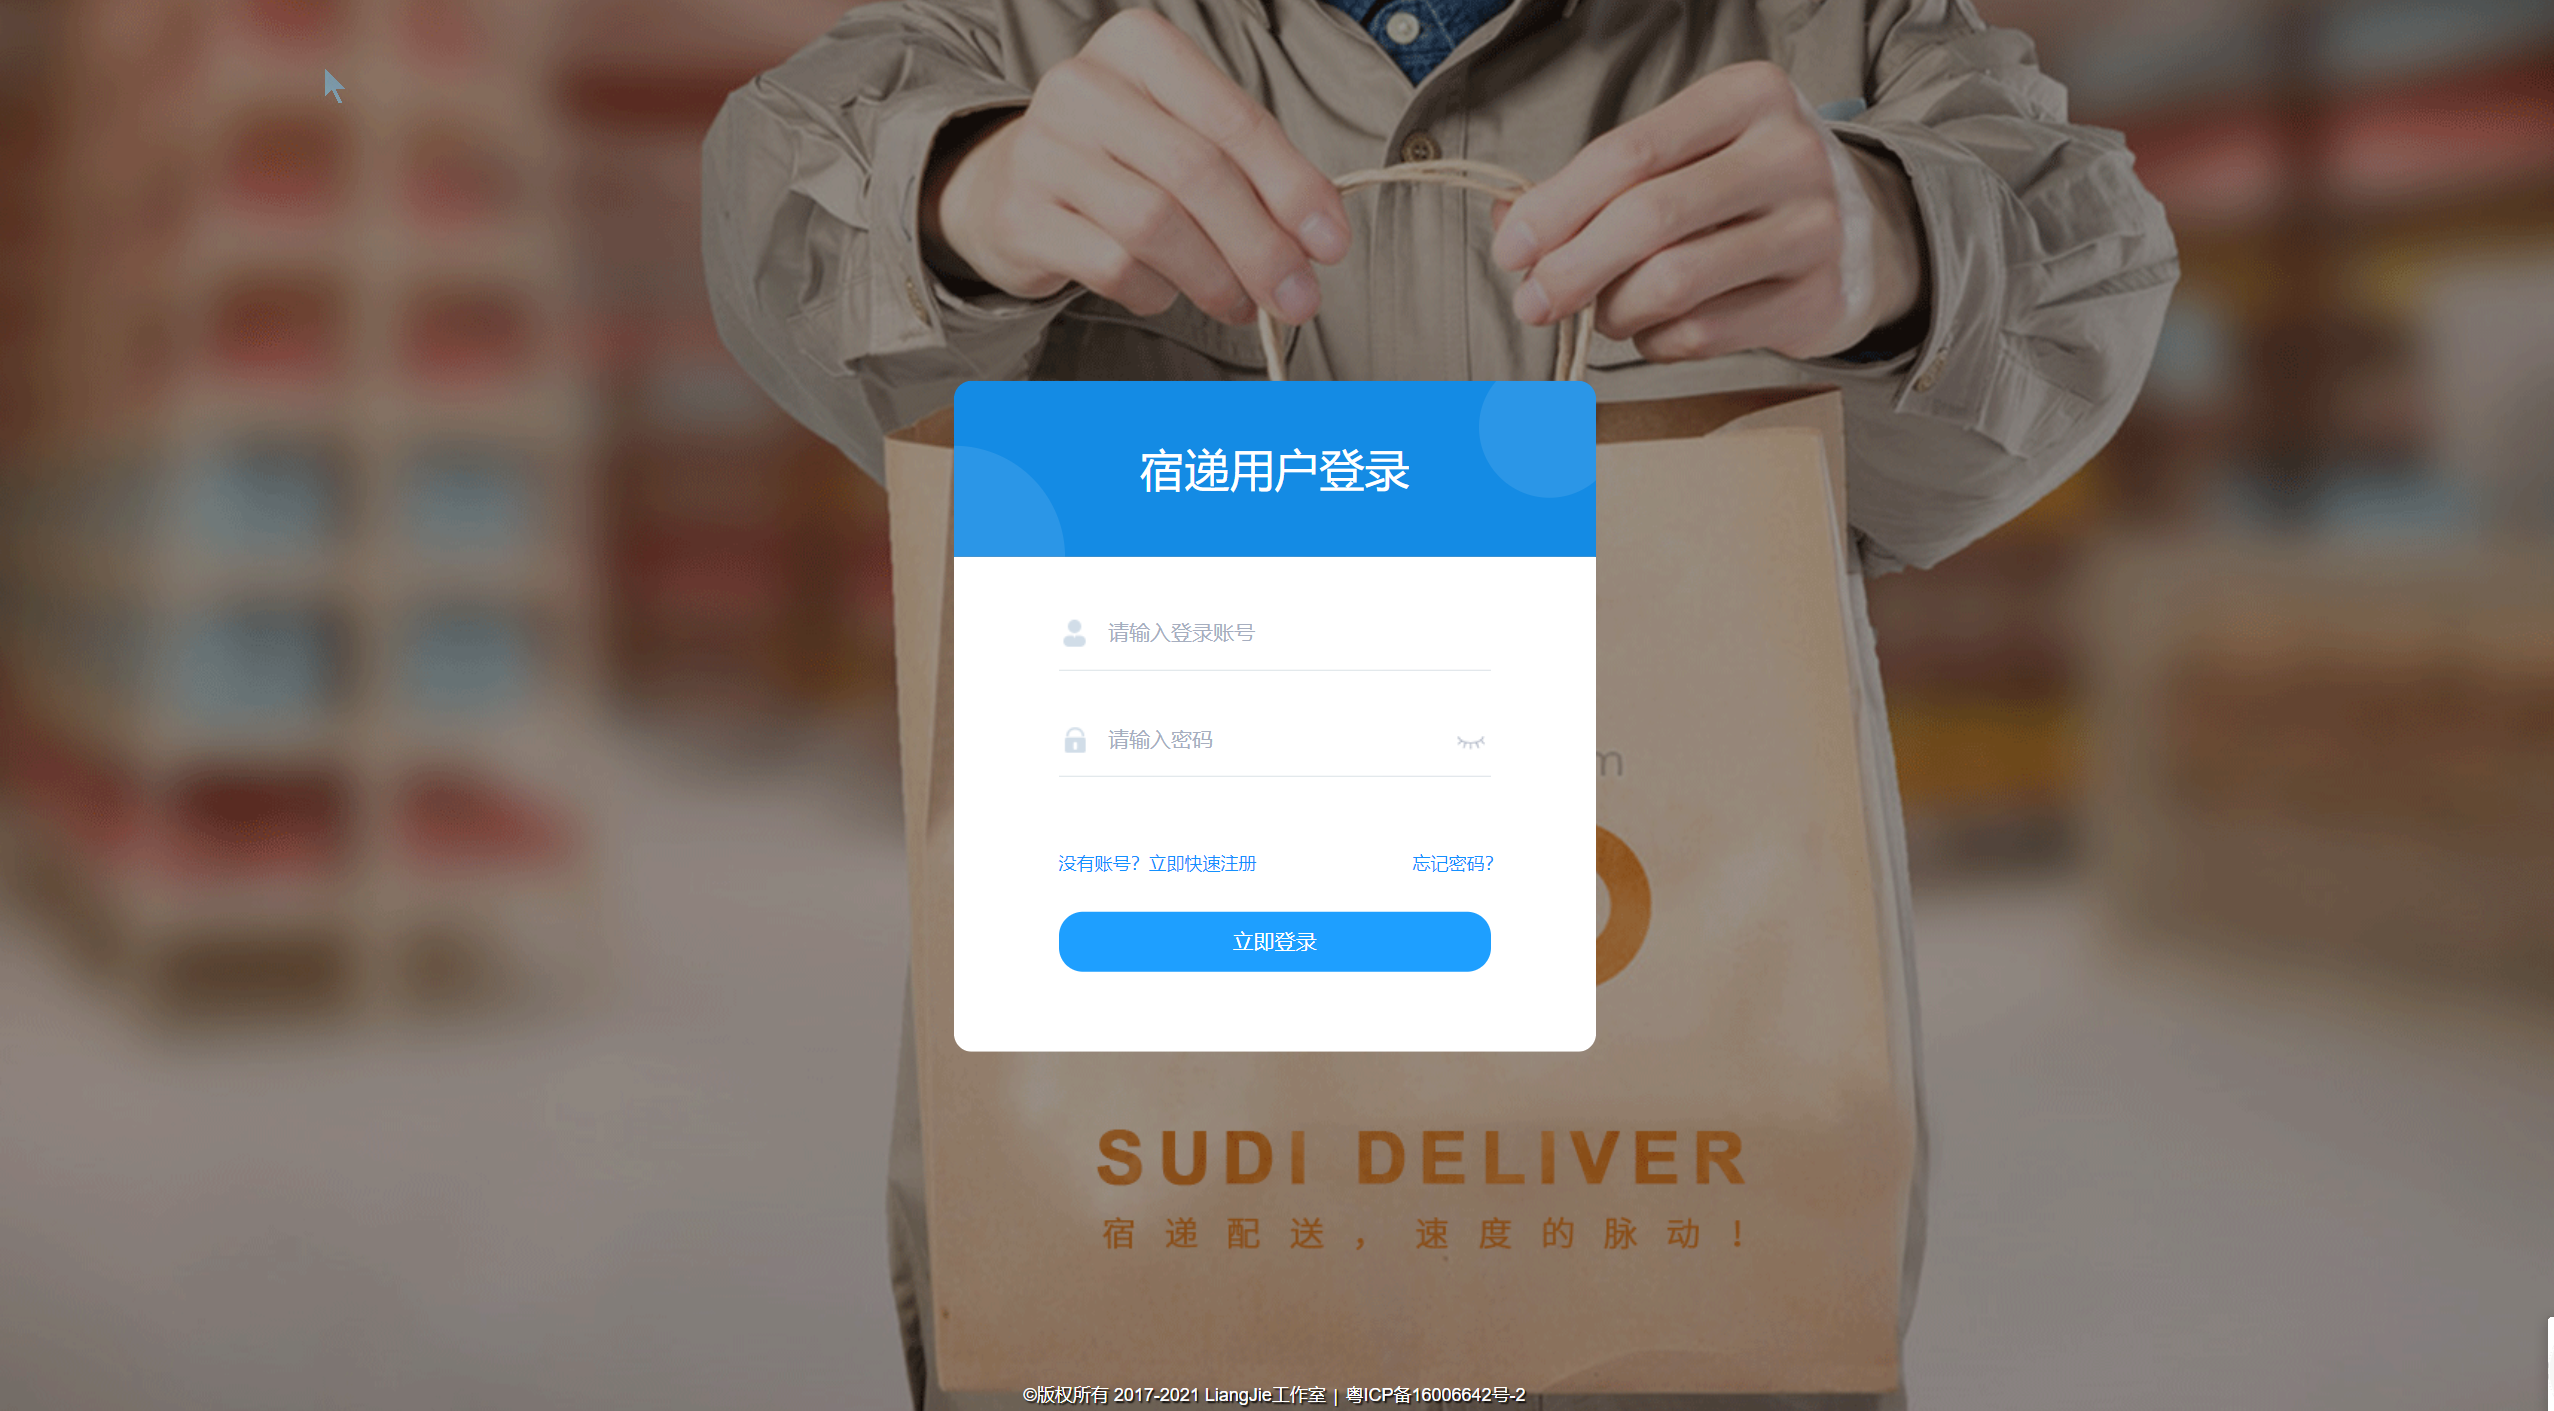 宿递用户登录
请输入登录账号
请输入密码
m
没有账号？立即快速注册
忘记密码？
立即登录
SUDI DELIVER
宿递配送，速度的脉动！
©版权所有 2017-2021 LiangJie工作室 | 粤ICP备16006642号-2